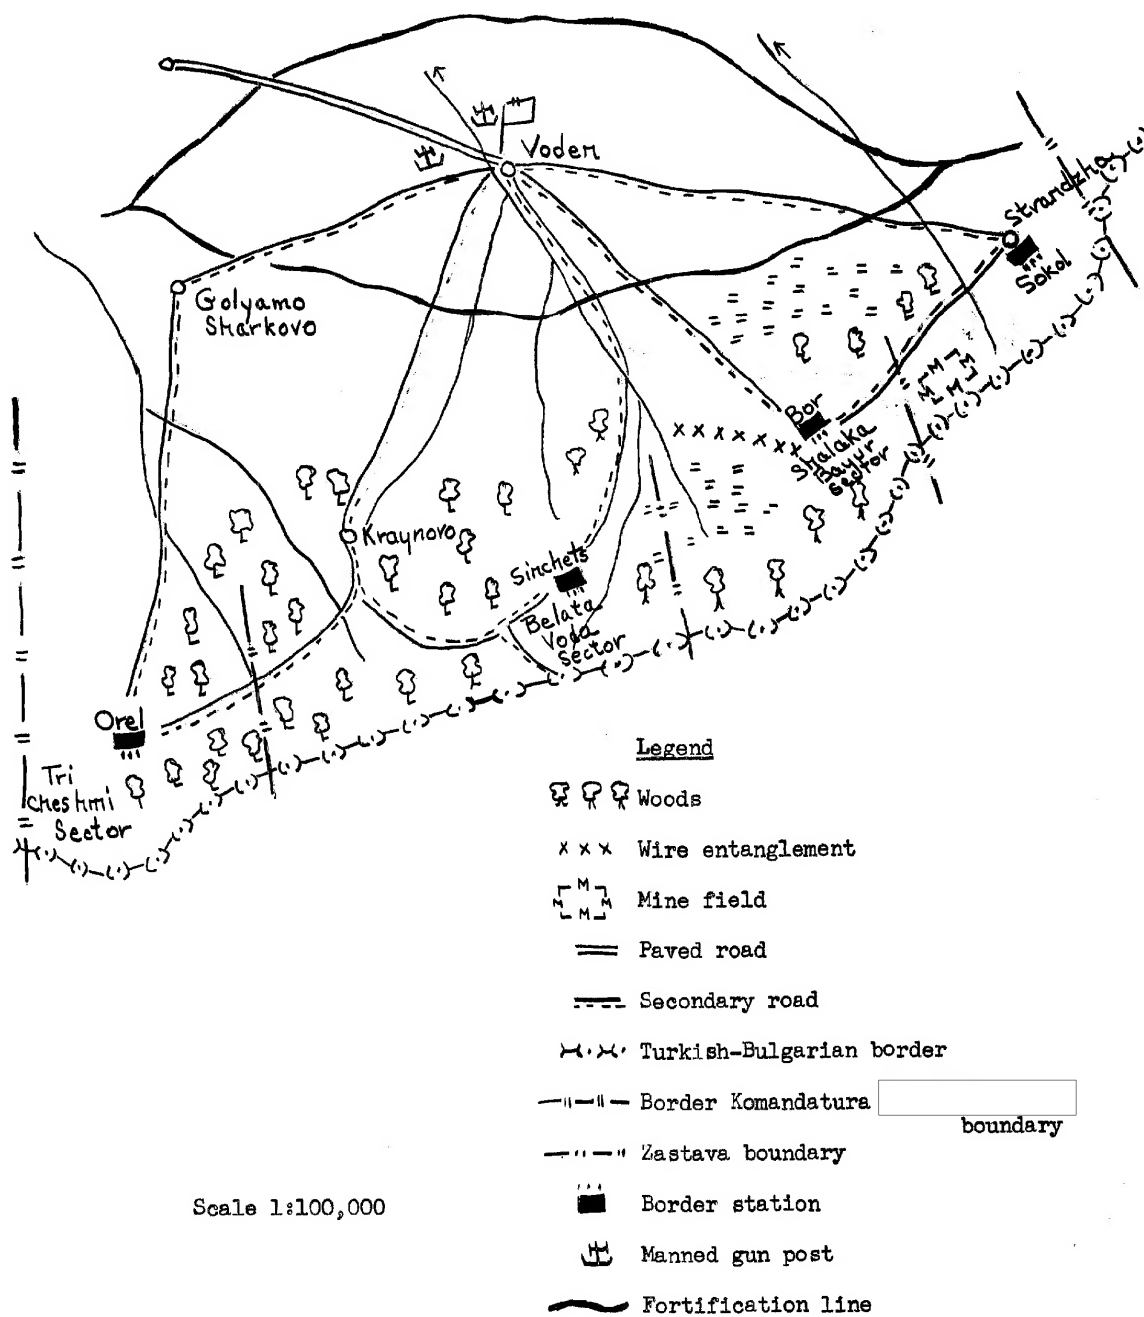 Voden
Strandzha
Sokol
Golyamo
Sharkovo
Bor
Shalaka
Bayur
Sector
Kraynovo
Sinchets
Belata
Voda
Sector
Orel
Tri
Cheshmi
Sector
M
M
M
M
Legend
Woods
x x x Wire entanglement
M
M M
M
Mine field
Paved road
Secondary road
Turkish-Bulgarian border
Border Komandatura
boundary
Zastava boundary
Scale 1:100,000
Border station
Manned gun post
Fortification line